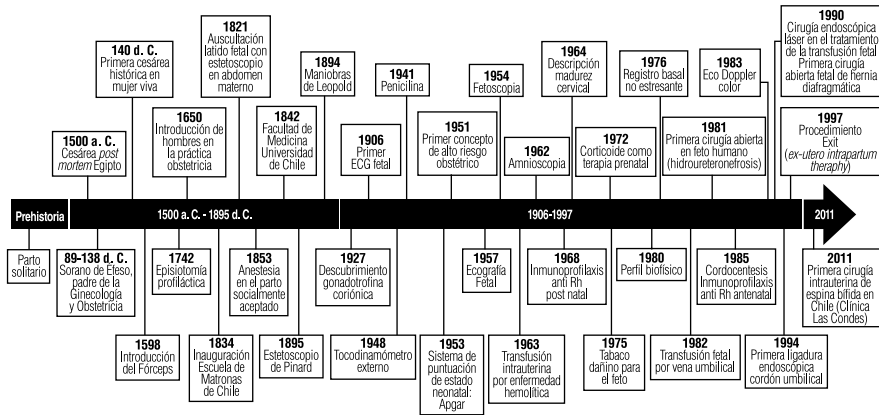 1821
Auscultación
latido fetal con
estetoscopio en
abdomen
materno
1990
Cirugía endoscópica
láser en el tratamiento
de la transfusión fetal
Primera cirugía
abierta fetal de hernia
diafragmática
140 d. C.
Primera cesárea
histórica en
mujer viva
1894
Maniobras
de Leopold
1941
Penicilina
1954
Fetoscopia
1964
Descripción
madurez
cervical
1976
Registro basal
no estresante
1983
Eco Doppler
color
1500 a. C.
Cesárea post
mortem Egipto
1650
Introducción de
hombres en
la práctica
obstetricia
1842
Facultad de
Medicina
Universidad
de Chile
1906
Primer
ECG fetal
1951
Primer concepto
de alto riesgo
obstétrico
1962
Amnioscopia
1972
Corticoide como
terapia prenatal
1981
Primera cirugía abierta
en feto humano
(hidroureteronefrosis)
1997
Procedimiento
Exit
(ex-utero intrapartum
theraphy)
Prehistoria
1500 a. C. - 1895 d. C.
1906-1997
2011
Parto
solitario
89-138 d. C.
Sorano de Efeso,
padre de la
Ginecología
y Obstetricia
1742
Episiotomía
profiláctica
1853
Anestesia
en el parto
socialmente
aceptado
1927
Descubrimiento
gonadotrofina
coriónica
1957
Ecografía
Fetal
1968
Inmunoprofilaxis
anti Rh
post natal
1980
Perfil biofísico
1985
Cordocentesis
Inmunoprofilaxis
anti Rh antenatal
2011
Primera cirugía
intrauterina de
espina bífida en
Chile (Clínica
Las Condes)
1598
Introducción del
Fórceps
1834
Inauguración
Escuela de
Matronas
de Chile
1895
Estetoscopio
de Pinard
1948
Tocodinamómetro
externo
1953
Sistema de
puntuación
de estado
neonatal:
Apgar
1963
Transfusión
intrauterina
por enfermedad
hemolítica
1975
Tabaco
dañino para
el feto
1982
Transfusión fetal
por vena umbilical
1994
Primera ligadura
endoscópica
cordón umbilical